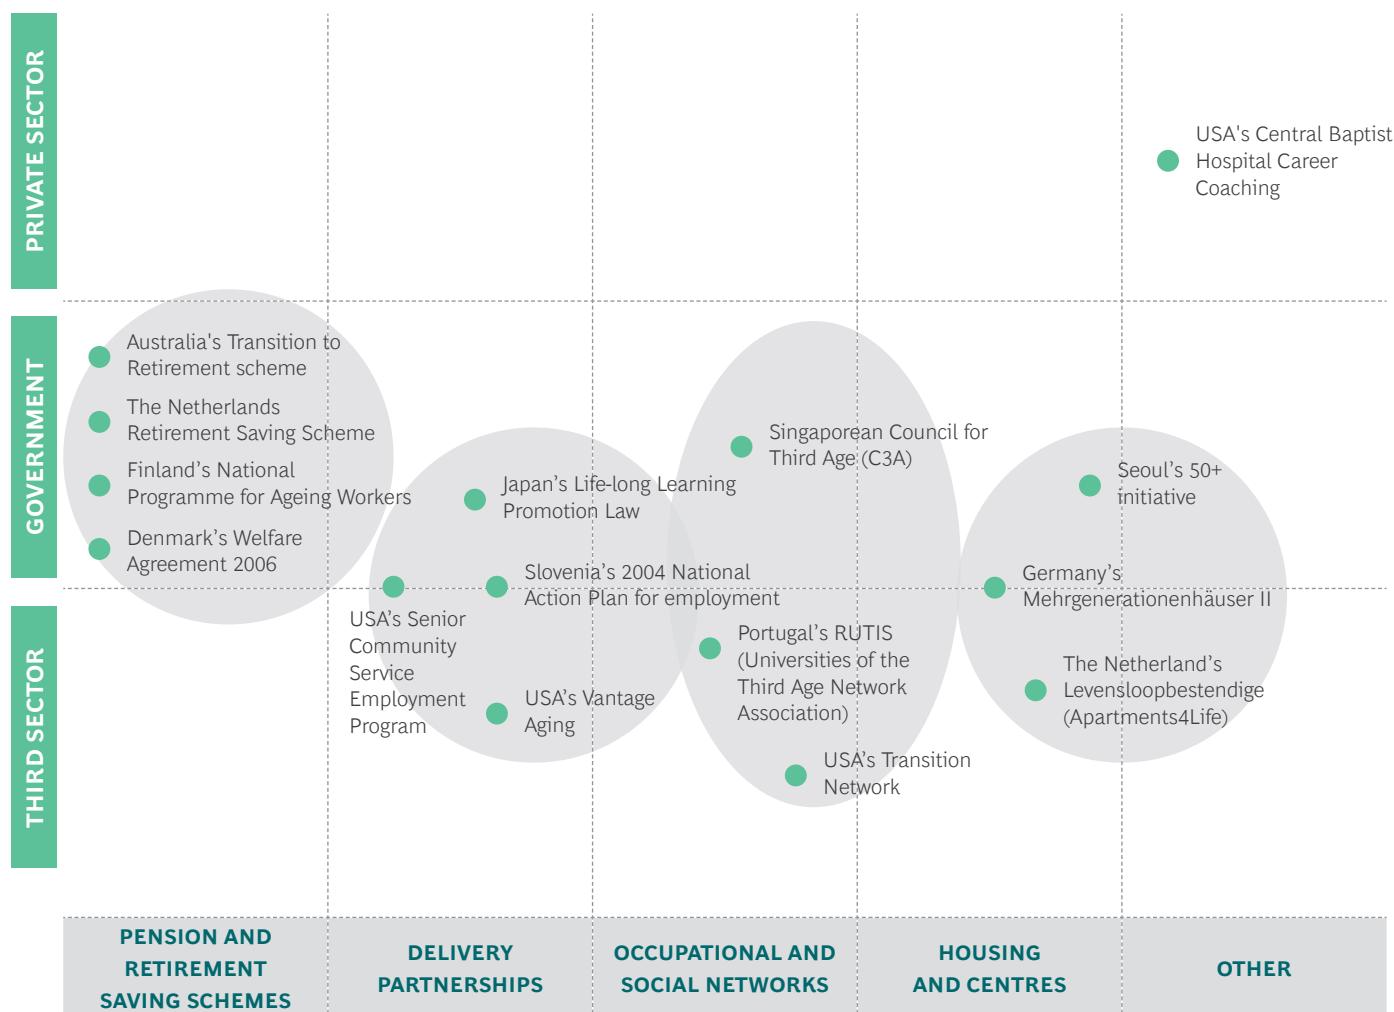 PRIVATE SECTOR
USA's Central Baptist
Hospital Career
Coaching
GOVERNMENT
Australia's Transition to
Retirement scheme
The Netherlands
Retirement Saving Scheme
Finland’s National
Programme for Ageing Workers
Denmark’s Welfare
Agreement 2006
Japan’s Life-long Learning
Promotion Law
Slovenia’s 2004 National
Action Plan for employment
Singaporean Council for
Third Age (C3A)
Seoul’s 50+
initiative
Germany’s
Mehrgenerationenhäuser II
THIRD SECTOR
USA’s Senior
Community
Service
Employment
Program
USA’s Vantage
Aging
Portugal’s RUTIS
(Universities of the
Third Age Network
Association)
USA’s Transition
Network
The Netherland’s
Levensloopbestendige
(Apartments4Life)
PENSION AND
RETIREMENT
SAVING SCHEMES
DELIVERY
PARTNERSHIPS
OCCUPATIONAL AND
SOCIAL NETWORKS
HOUSING
AND CENTRES
OTHER